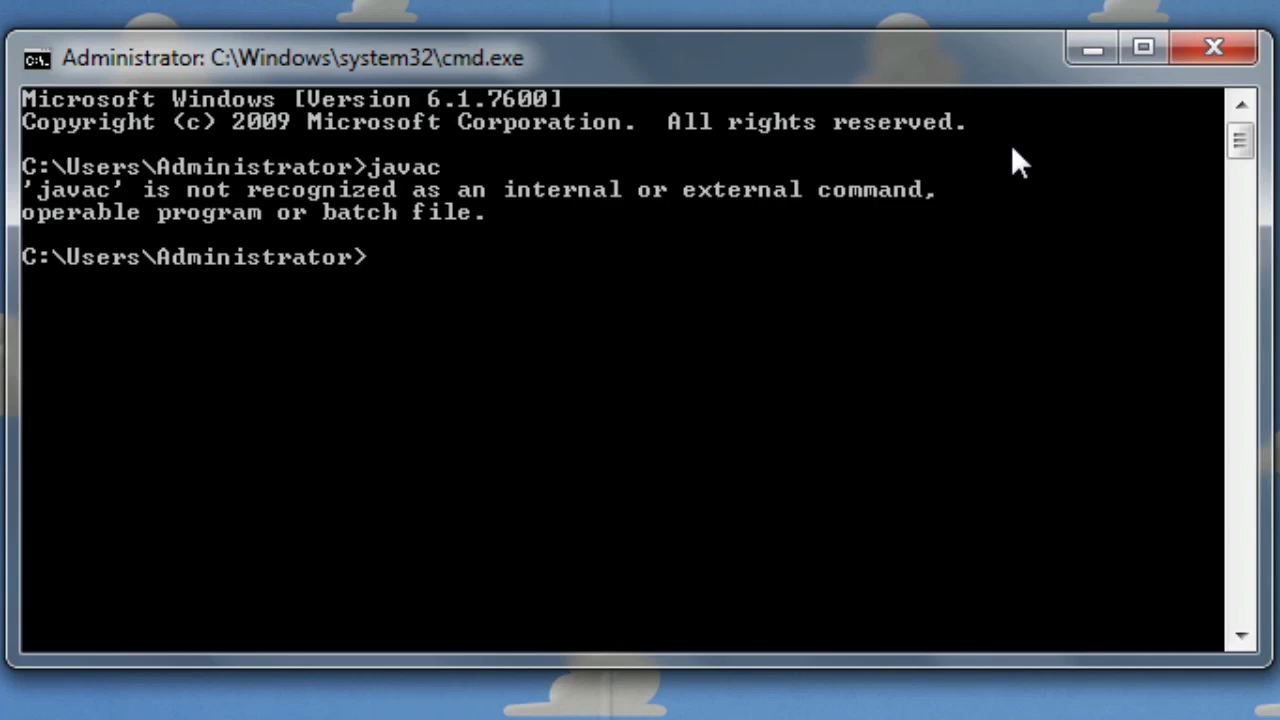 Administrator: C:\Windows\system32\cmd.exe
Microsoft Windows [Version 6.1.7600]
Copyright (c) 2009 Microsoft Corporation.  All rights reserved.
C:\Users\Administrator>javac
'javac' is not recognized as an internal or external command,
operable program or batch file.
C:\Users\Administrator>